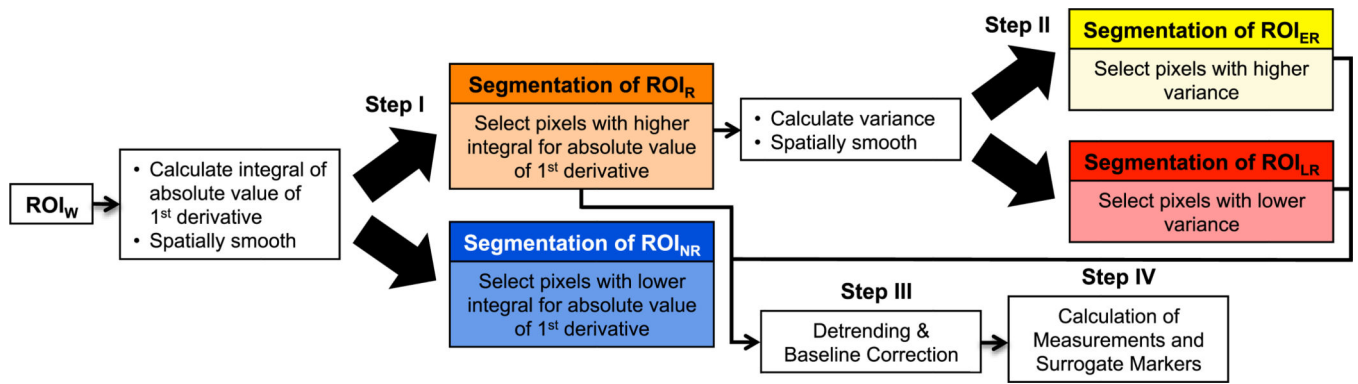 ROI_W
• Calculate integral of
absolute value of
1st derivative
• Spatially smooth
Step I
Segmentation of ROI_R
Select pixels with higher
integral for absolute value
of 1st derivative
Segmentation of ROI_NR
Select pixels with lower
integral for absolute value
of 1st derivative
• Calculate variance
• Spatially smooth
Step II
Segmentation of ROI_ER
Select pixels with higher
variance
Segmentation of ROI_LR
Select pixels with lower
variance
Step III
Detrending &
Baseline Correction
Step IV
Calculation of
Measurements and
Surrogate Markers